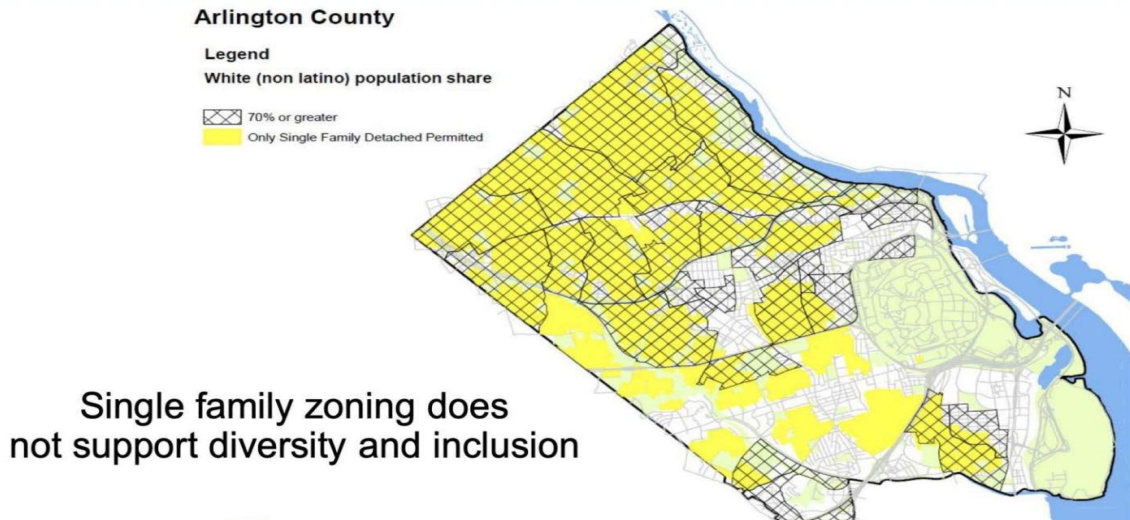 Arlington County
Legend
White (non latino) population share
70% or greater
Only Single Family Detached Permitted
N
Single family zoning does
not support diversity and inclusion